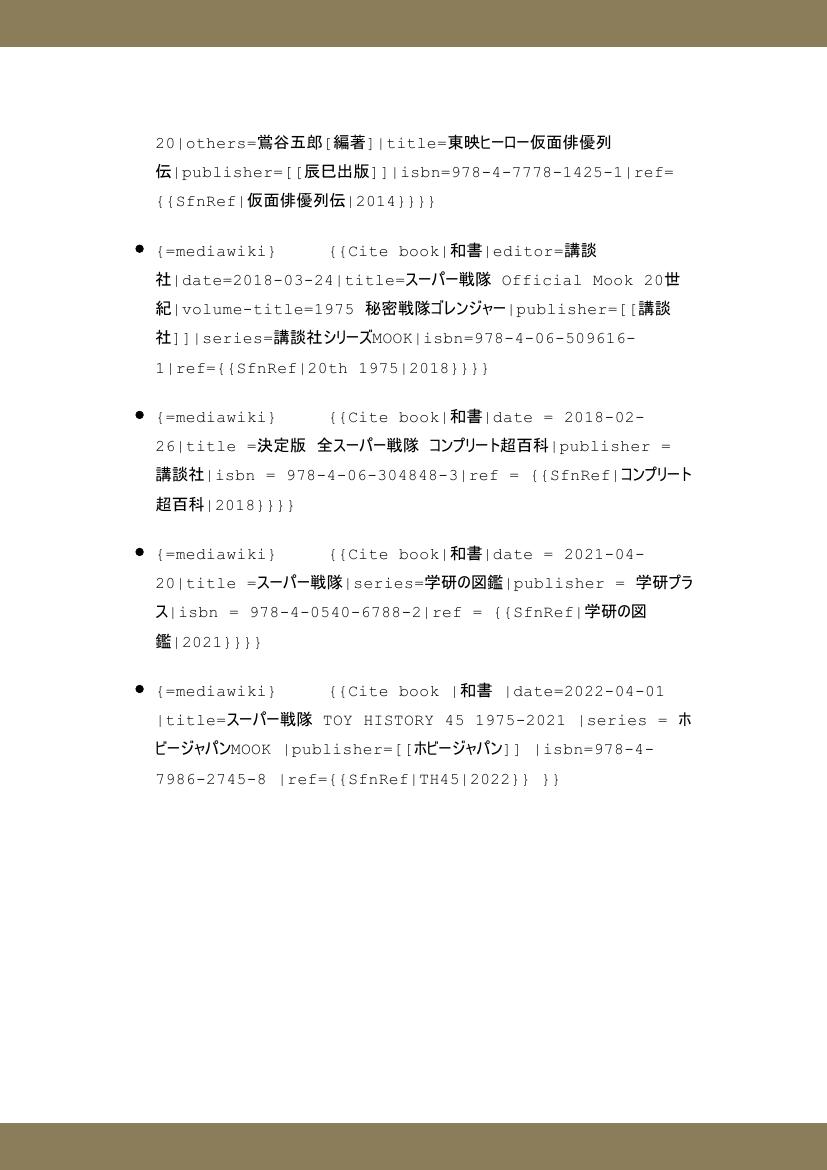 20|others=鴬谷五郎[編著]|title=東映ヒーロー仮面俳優列
伝|publisher=[[辰巳出版]]|isbn=978-4-7778-1425-1|ref=
{{SfnRef|仮面俳優列伝|2014}}}}
● {=mediawiki} {{Cite book|和書|editor=講談
社|date=2018-03-24|title=スーパー戦隊 Official Mook 20世
紀|volume-title=1975 秘密戦隊ゴレンジャー|publisher=[[講談
社]]|series=講談社シリーズMOOK|isbn=978-4-06-509616-
1|ref={{SfnRef|20th 1975|2018}}}}
● {=mediawiki} {{Cite book|和書|date = 2018-02-
26|title =決定版 全スーパー戦隊 コンプリート超百科|publisher =
講談社|isbn = 978-4-06-304848-3|ref = {{SfnRef|コンプリート
超百科|2018}}}}
● {=mediawiki} {{Cite book|和書|date = 2021-04-
20|title =スーパー戦隊|series=学研の図鑑|publisher = 学研プラ
ス|isbn = 978-4-0540-6788-2|ref = {{SfnRef|学研の図
鑑|2021}}}}
● {=mediawiki} {{Cite book |和書 |date=2022-04-01
|title=スーパー戦隊 TOY HISTORY 45 1975-2021 |series = ホ
ビージャパンMOOK |publisher=[[ホビージャパン]] |isbn=978-4-
7986-2745-8 |ref={{SfnRef|TH45|2022}} }}